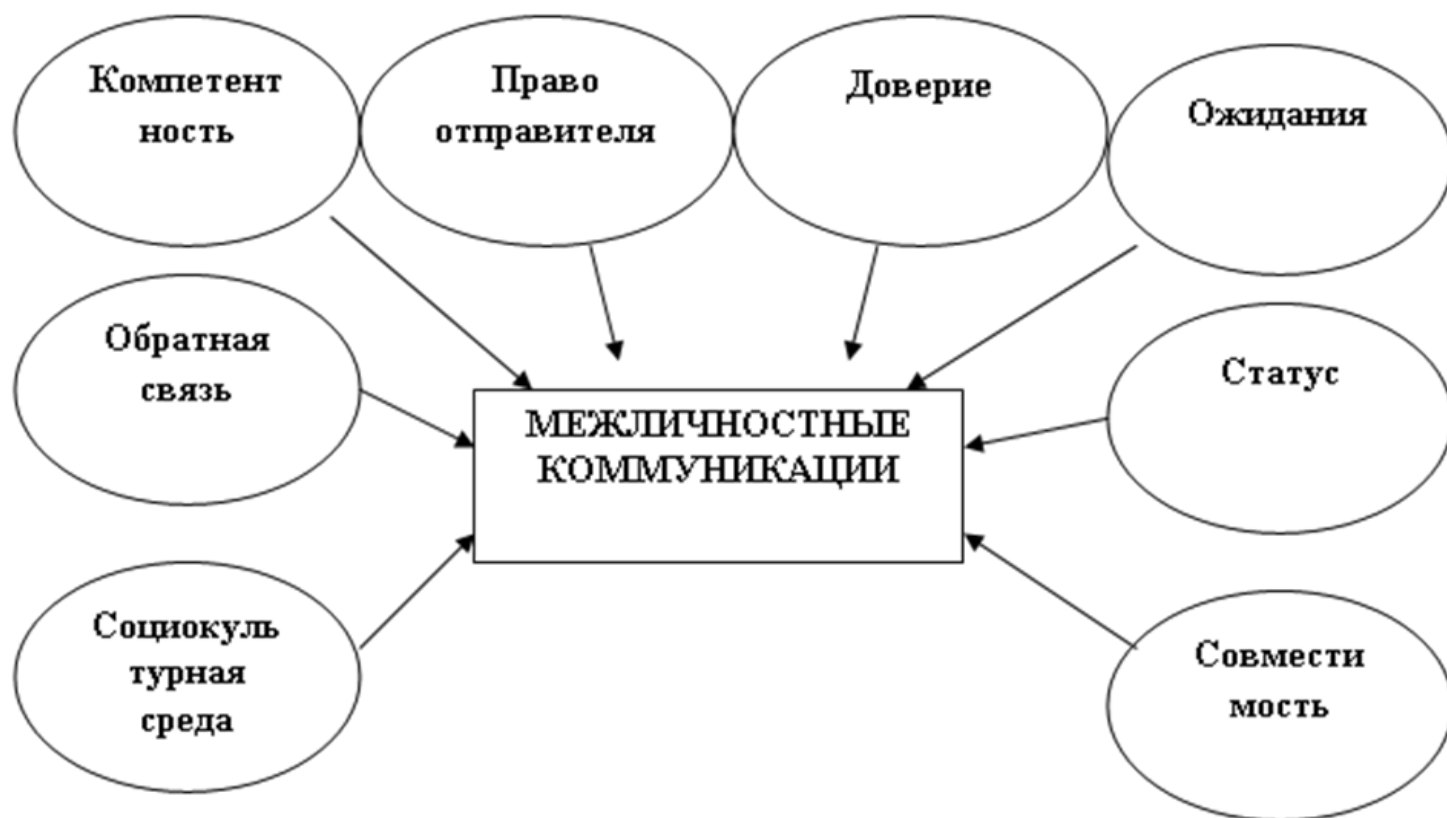 Компетент
ность
Право
отправителя
Доверие
Ожидания
Обратная
связь
МЕЖЛИЧНОСТНЫЕ
КОММУНИКАЦИИ
Статус
Социокуль
турная
среда
Совмести
мость